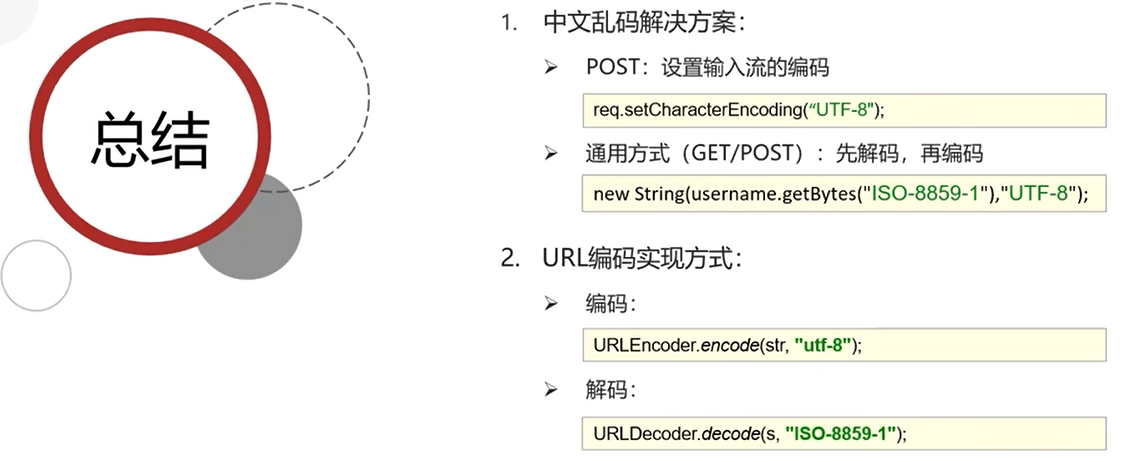 总结
1. 中文乱码解决方案：
➢ POST：设置输入流的编码
req.setCharacterEncoding(“UTF-8");
➢ 通用方式（GET/POST）：先解码，再编码
new String(username.getBytes("ISO-8859-1"),"UTF-8");
2. URL编码实现方式：
➢ 编码：
URLEncoder.encode(str, "utf-8");
➢ 解码：
URLDecoder.decode(s, "ISO-8859-1");